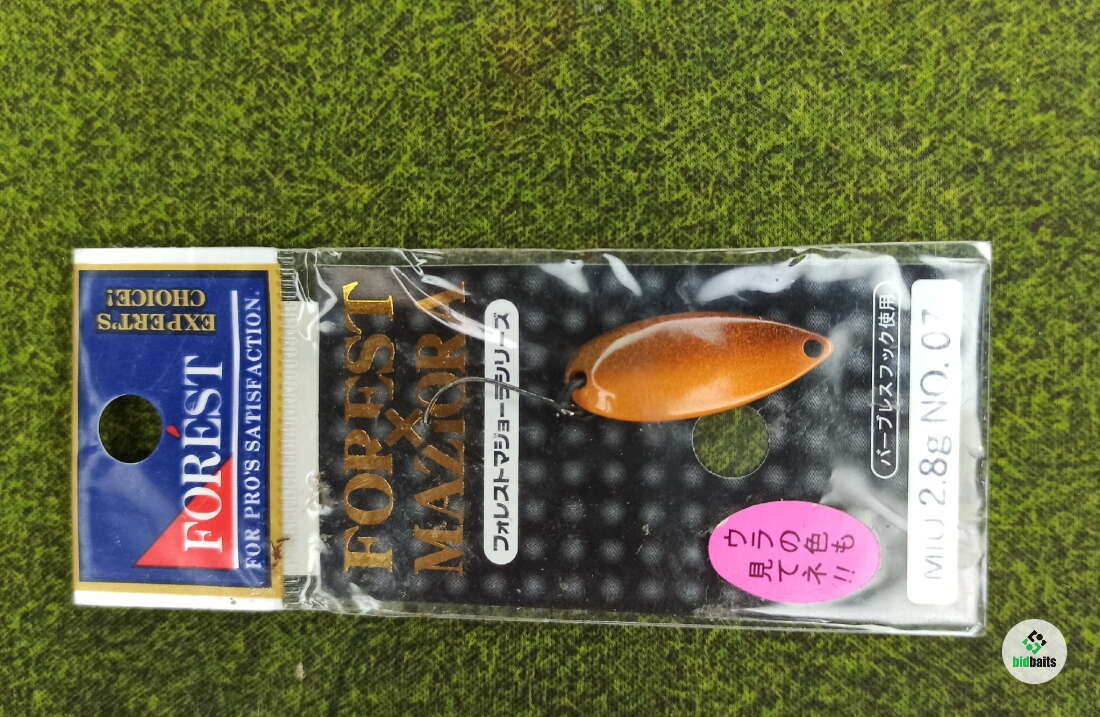 EXPERT'S
CHOICE!
FORÉST
FOR PRO'S SATISFACTION.
FOREST
×
MAZIORA
フォレストマジョーラシリーズ
バーブレスフック使用
MIU 2.8g NO. 07
ウラの色も
見てネ!!
bidbaits